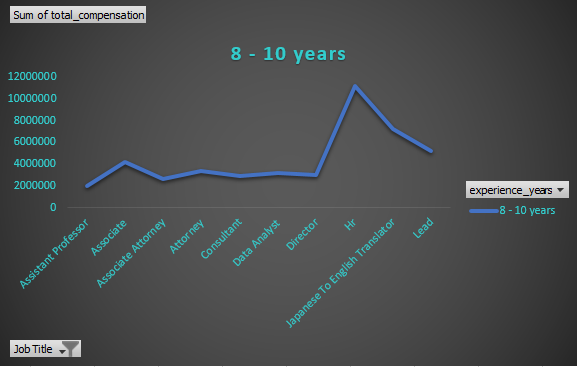 Sum of total_compensation
8 - 10 years
12000000
10000000
8000000
6000000
4000000
2000000
0
Assistant Professor
Associate
Associate Attorney
Attorney
Consultant
Data Analyst
Director
Hr
Japanese To English Translator
Lead
experience_years
8 - 10 years
Job Title